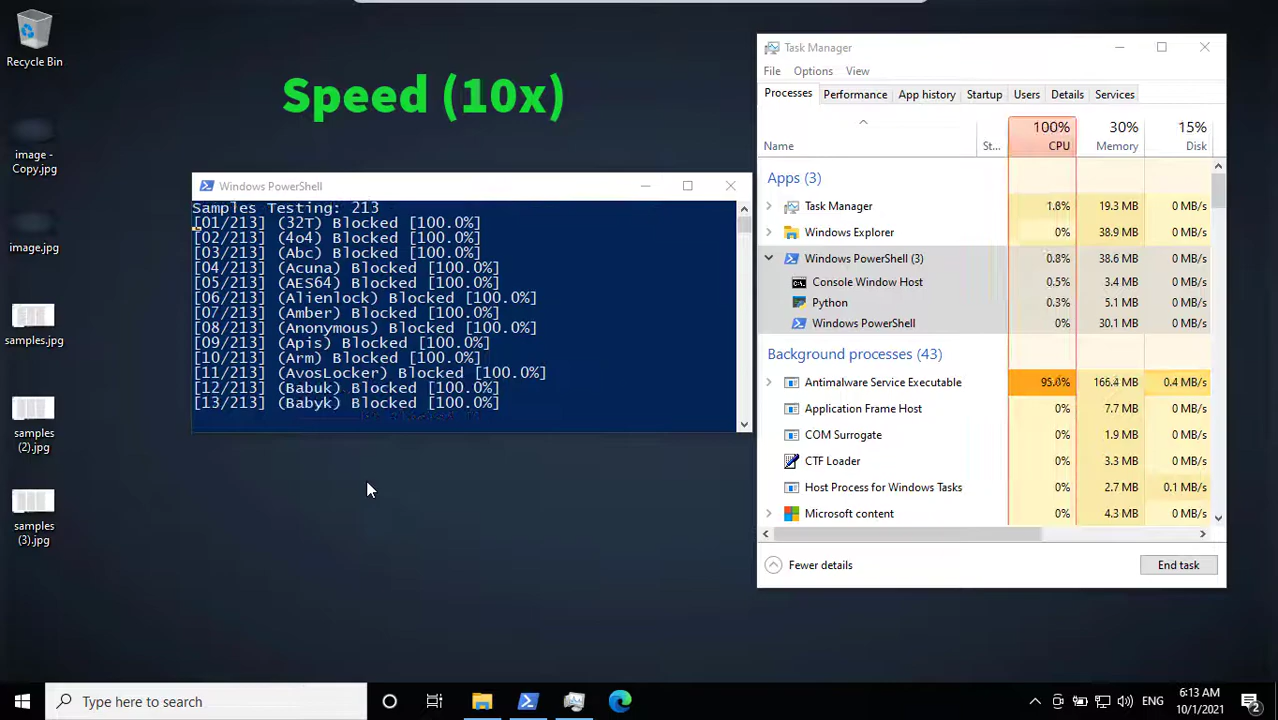 Recycle Bin
image -
Copy.jpg
image.jpg
samples.jpg
samples
(2).jpg
samples
(3).jpg
Speed (10x)
Windows PowerShell
Samples Testing: 213
[01/213] (32T) Blocked [100.0%]
[02/213] (4o4) Blocked [100.0%]
[03/213] (Abc) Blocked [100.0%]
[04/213] (Acuna) Blocked [100.0%]
[05/213] (AES64) Blocked [100.0%]
[06/213] (Alienlock) Blocked [100.0%]
[07/213] (Amber) Blocked [100.0%]
[08/213] (Anonymous) Blocked [100.0%]
[09/213] (Apis) Blocked [100.0%]
[10/213] (Arm) Blocked [100.0%]
[11/213] (AvosLocker) Blocked [100.0%]
[12/213] (Babuk) Blocked [100.0%]
[13/213] (Babyk) Blocked [100.0%]
Task Manager
File Options View
Processes Performance App history Startup Users Details Services
100% 30% 15%
Name St... CPU Memory Disk
Apps (3)
Task Manager 1.8% 19.3 MB 0 MB/s
Windows Explorer 0% 38.9 MB 0 MB/s
Windows PowerShell (3) 0.8% 38.6 MB 0 MB/s
Console Window Host 0.5% 3.4 MB 0 MB/s
Python 0.3% 5.1 MB 0 MB/s
Windows PowerShell 0% 30.1 MB 0 MB/s
Background processes (43)
Antimalware Service Executable 95.0% 166.4 MB 0.4 MB/s
Application Frame Host 0% 7.7 MB 0 MB/s
COM Surrogate 0% 1.9 MB 0 MB/s
CTF Loader 0% 3.3 MB 0 MB/s
Host Process for Windows Tasks 0% 2.7 MB 0.1 MB/s
Microsoft content 0% 4.3 MB 0 MB/s
Fewer details End task
Type here to search
ENG
6:13 AM
10/1/2021
2